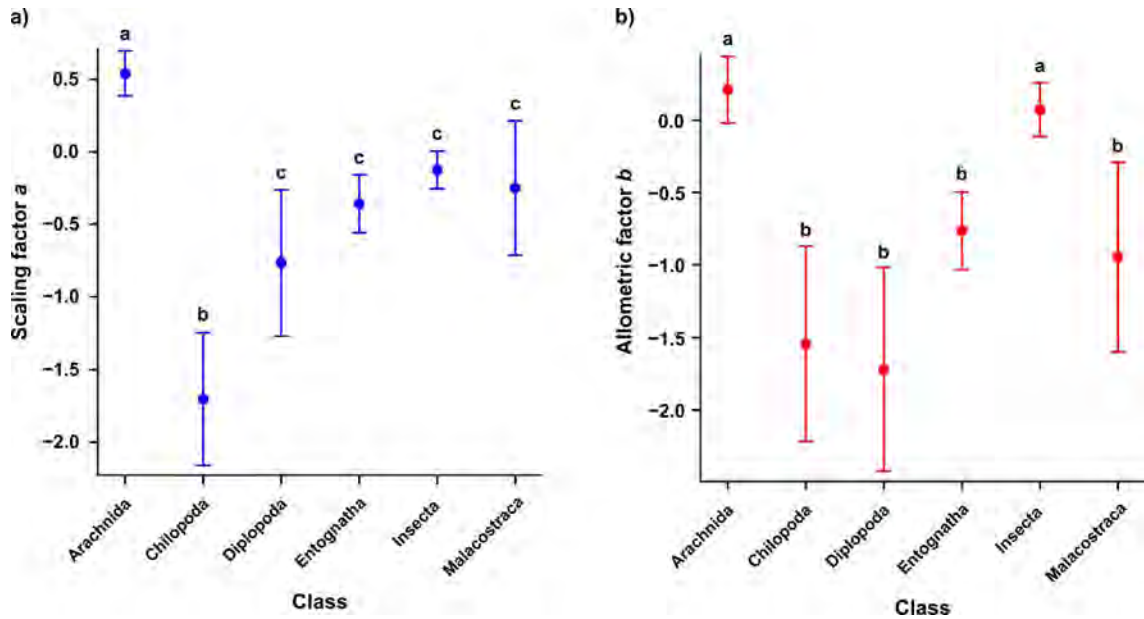 a)
Scaling factor a
0.5
0.0
−0.5
−1.0
−1.5
−2.0
a
b
c
c
c
c
Arachnida
Chilopoda
Diplopoda
Entognatha
Insecta
Malacostraca
Class
b)
Allometric factor b
0.0
−0.5
−1.0
−1.5
−2.0
a
b
b
b
a
b
Arachnida
Chilopoda
Diplopoda
Entognatha
Insecta
Malacostraca
Class